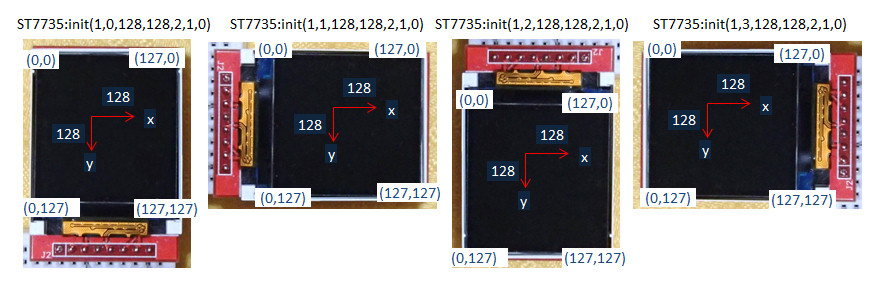 ST7735:init(1,0,128,128,2,1,0)
ST7735:init(1,1,128,128,2,1,0)
ST7735:init(1,2,128,128,2,1,0)
ST7735:init(1,3,128,128,2,1,0)
(0,0)
(127,0)
128
x
128
y
(0,127)
(127,127)
J2
(0,0)
(127,0)
J2
128
x
128
y
(0,127)
(127,127)
J2
(0,0)
(127,0)
128
x
128
y
(0,127)
(127,127)
(0,0)
(127,0)
128
x
128
y
(0,127)
(127,127)
J2